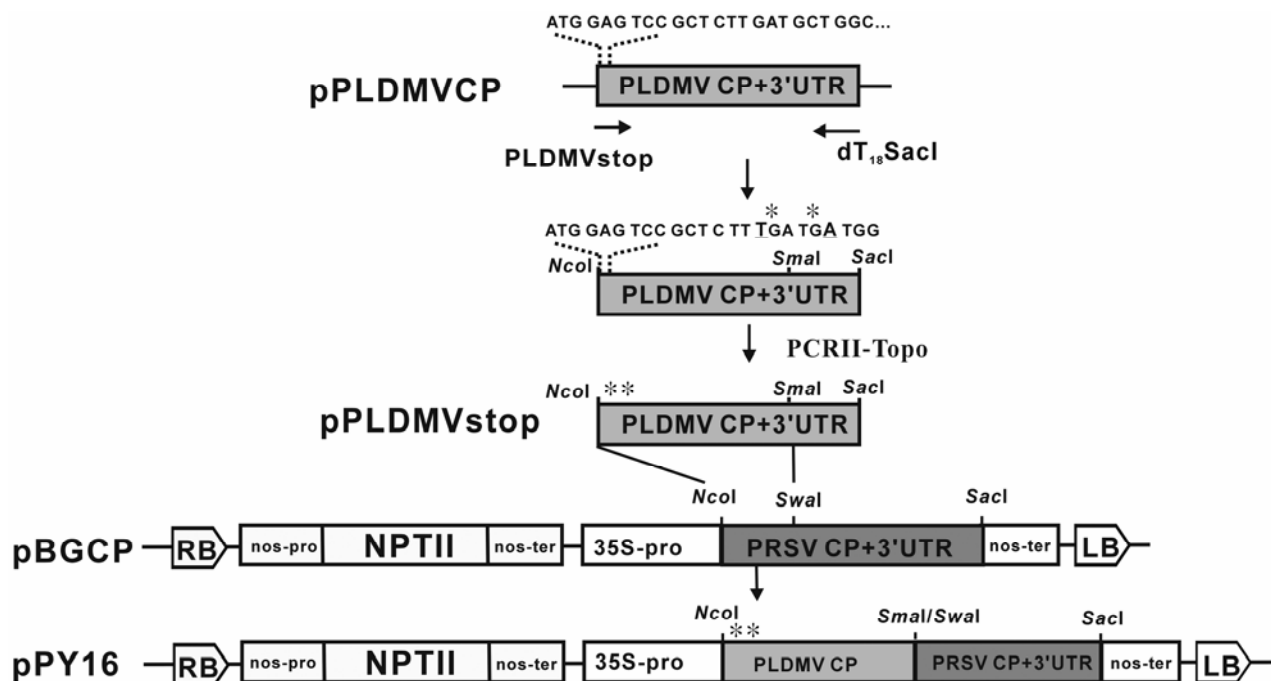 ATG GAG TCC GCT CTT GAT GCT GGC...
pPLDMVCP
PLDMV CP+3'UTR
PLDMVstop
dT18SacI
* *
ATG GAG TCC GCT C TT TGA TGA TGG
NcoI SmaI SacI
PLDMV CP+3'UTR
PCRII-Topo
NcoI ** SmaI SacI
pPLDMVstop
PLDMV CP+3'UTR
NcoI SwaI SacI
pBGCP RB nos-pro NPTII nos-ter 35S-pro PRSV CP+3'UTR nos-ter LB
NcoI ** SmaI/SwaI SacI
pPY16 RB nos-pro NPTII nos-ter 35S-pro PLDMV CP PRSV CP+3'UTR nos-ter LB